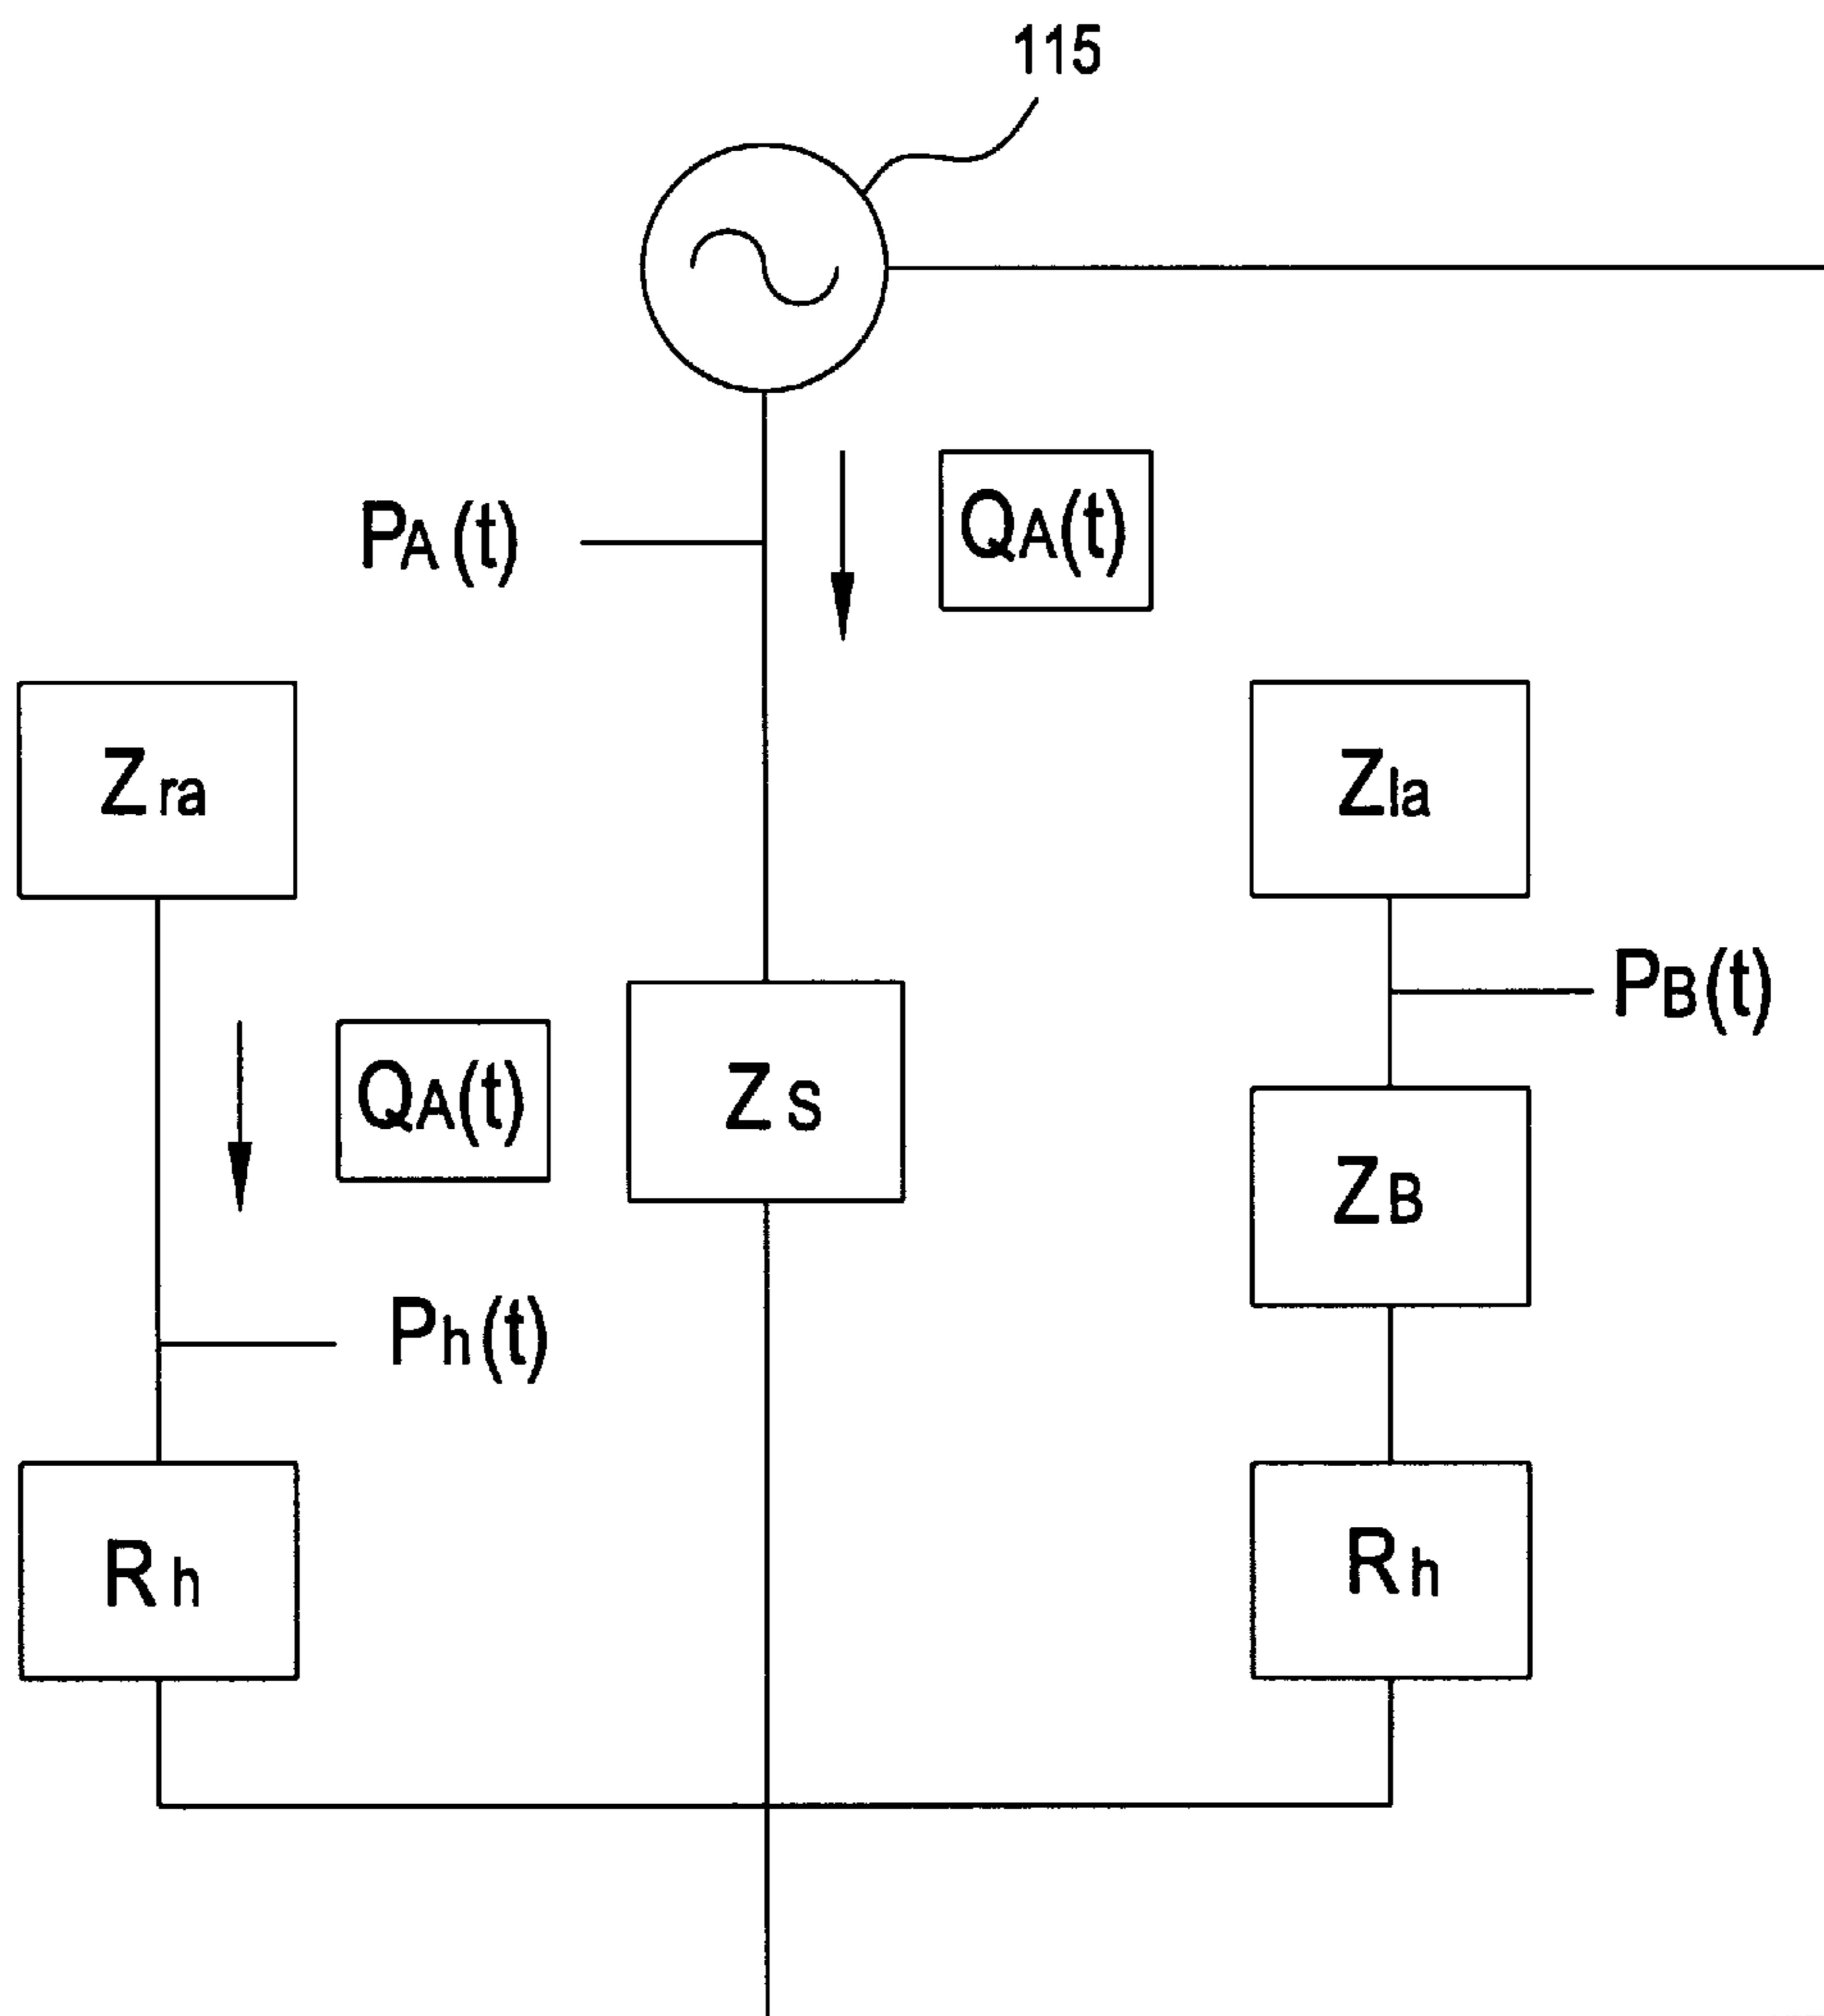 115
PA(t)
QA(t)
Zra
Zla
PB(t)
QA(t)
ZS
ZB
Ph(t)
Rh
Rh